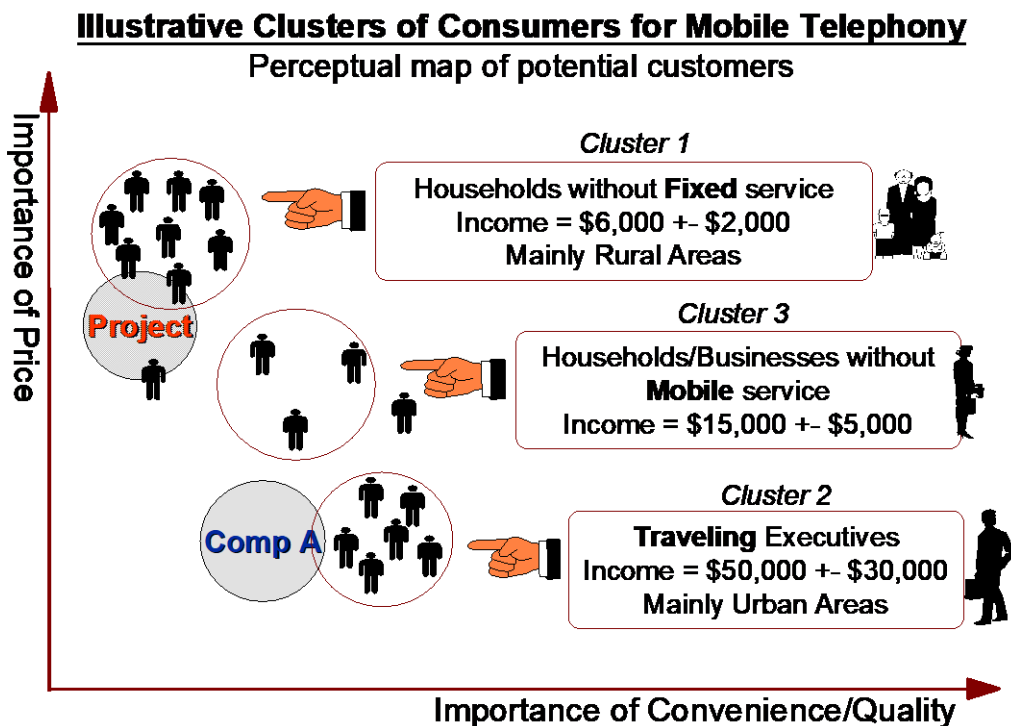 Illustrative Clusters of Consumers for Mobile Telephony
Perceptual map of potential customers
Importance of Price
Cluster 1
Households without Fixed service
Income = $6,000 +- $2,000
Mainly Rural Areas
Project
Cluster 3
Households/Businesses without
Mobile service
Income = $15,000 +- $5,000
Cluster 2
Comp A
Traveling Executives
Income = $50,000 +- $30,000
Mainly Urban Areas
Importance of Convenience/Quality